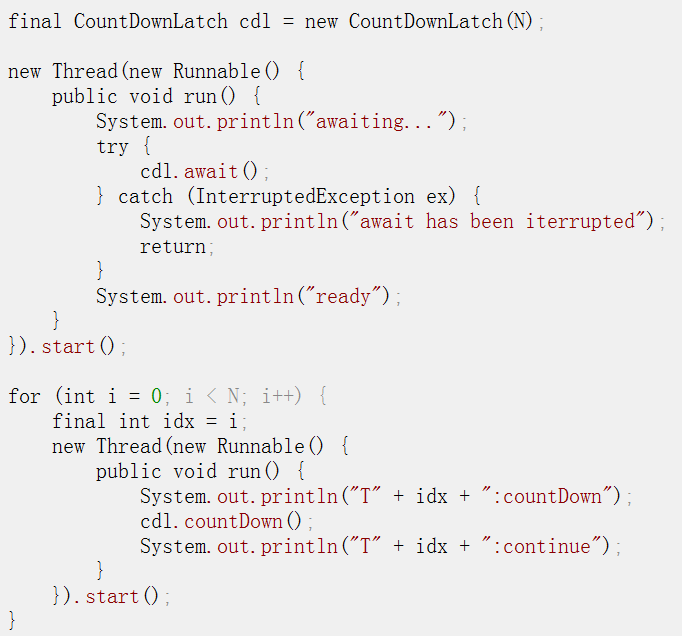 final CountDownLatch cdl = new CountDownLatch(N);
new Thread(new Runnable() {
    public void run() {
        System.out.println("awaiting...");
        try {
            cdl.await();
        } catch (InterruptedException ex) {
            System.out.println("await has been iterrupted");
            return;
        }
        System.out.println("ready");
    }
}).start();
for (int i = 0; i < N; i++) {
    final int idx = i;
    new Thread(new Runnable() {
        public void run() {
            System.out.println("T" + idx + ":countDown");
            cdl.countDown();
            System.out.println("T" + idx + ":continue");
        }
    }).start();
}